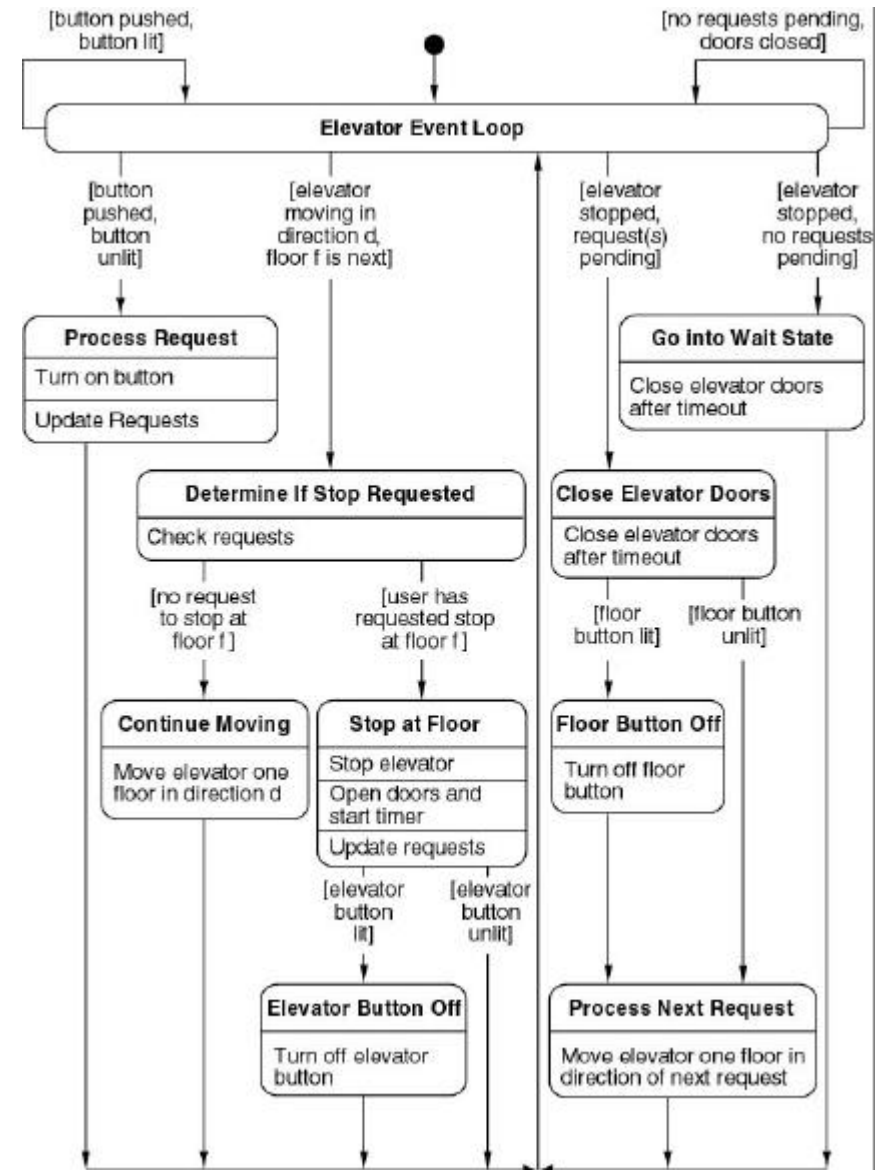 [button pushed,
button lit]
[no requests pending,
doors closed]
Elevator Event Loop
[button
pushed,
button
unlit]
[elevator
moving in
direction d,
floor f is next]
[elevator
stopped,
request(s)
pending]
[elevator
stopped,
no requests
pending]
Process Request
Turn on button
Update Requests
Go into Wait State
Close elevator doors
after timeout
Determine If Stop Requested
Check requests
Close Elevator Doors
Close elevator doors
after timeout
[no request
to stop at
floor f ]
[user has
requested stop
at floor f ]
[floor
button lit]
[floor button
unlit]
Continue Moving
Move elevator one
floor in direction d
Stop at Floor
Stop elevator
Open doors and
start timer
Update requests
Floor Button Off
Turn off floor
button
[elevator
button
lit]
[elevator
button
unlit]
Elevator Button Off
Turn off elevator
button
Process Next Request
Move elevator one floor in
direction of next request